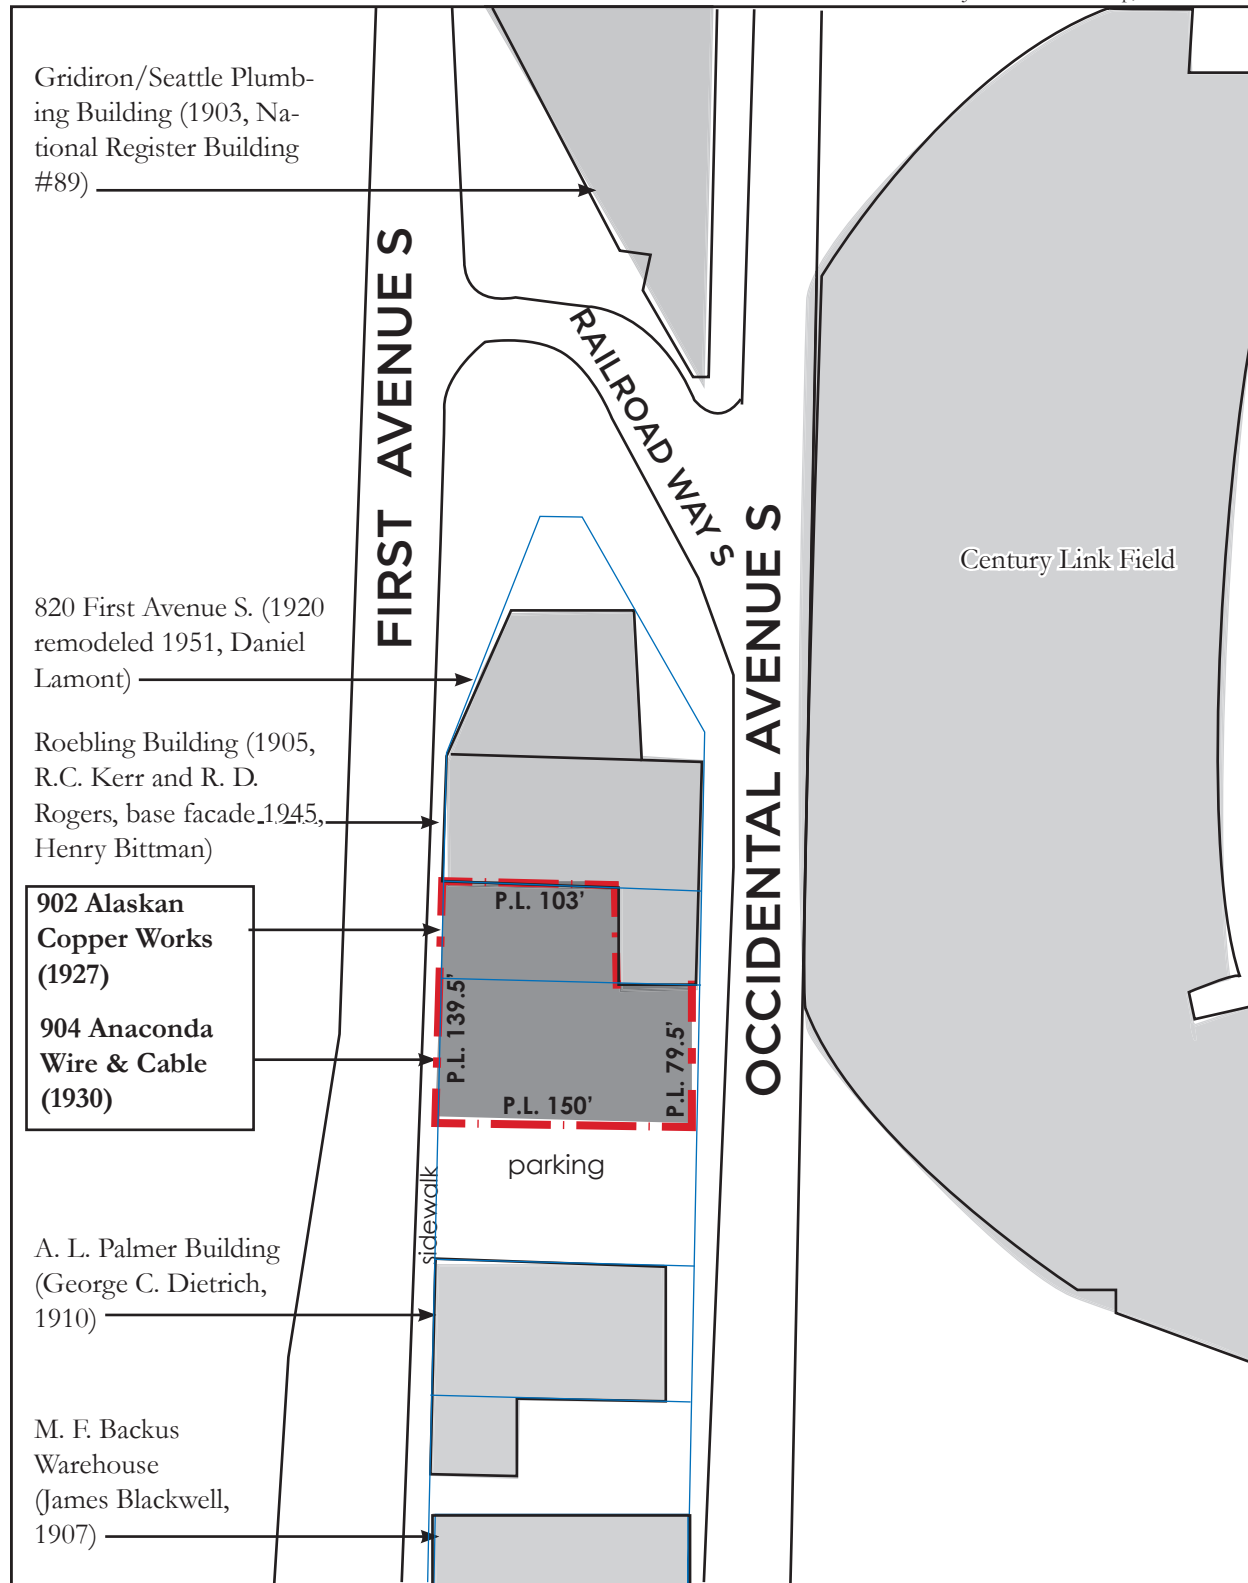 Gridiron/Seattle Plumb-
ing Building (1903, Na-
tional Register Building
#89)
FIRST AVENUE S
RAILROAD WAY S
OCCIDENTAL AVENUE S
Century Link Field
820 First Avenue S. (1920
remodeled 1951, Daniel
Lamont)
Roebling Building (1905,
R.C. Kerr and R. D.
Rogers, base facade 1945,
Henry Bittman)
902 Alaskan
Copper Works
(1927)
904 Anaconda
Wire & Cable
(1930)
P.L. 103'
P.L. 139.5'
P.L. 79.5'
P.L. 150'
parking
sidewalk
A. L. Palmer Building
(George C. Dietrich,
1910)
M. F. Backus
Warehouse
(James Blackwell,
1907)